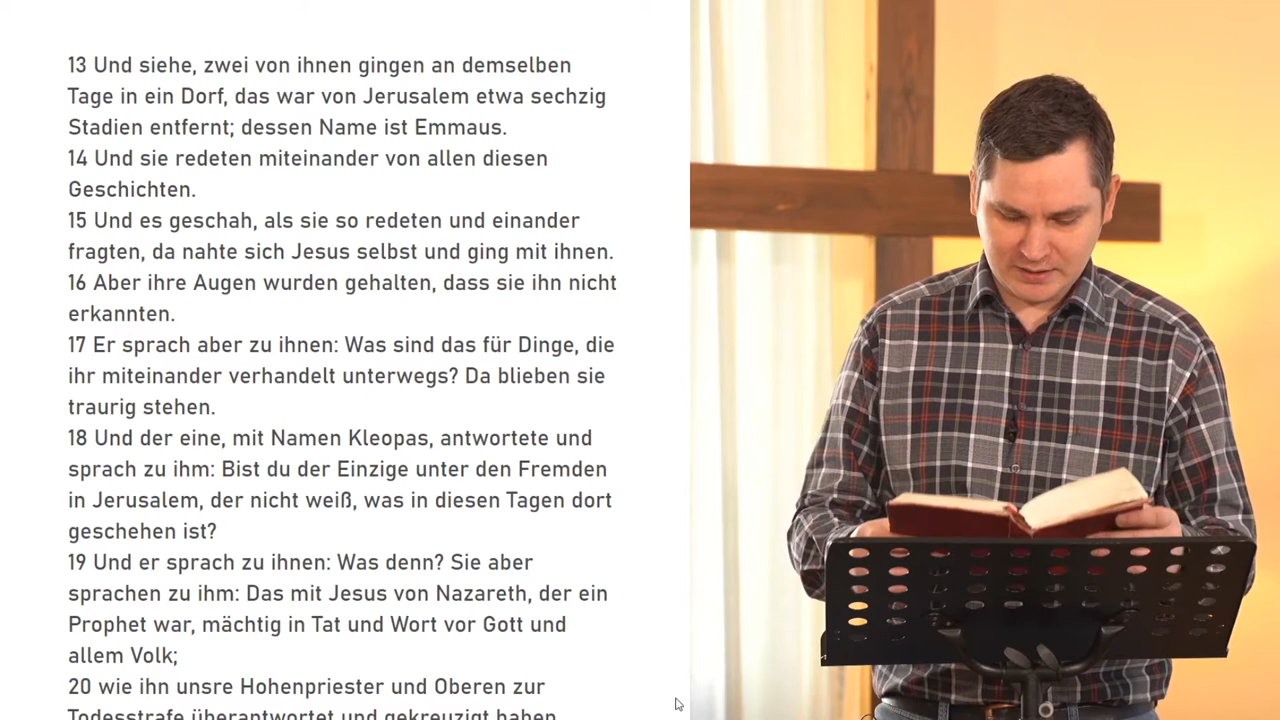 13 Und siehe, zwei von ihnen gingen an demselben
Tage in ein Dorf, das war von Jerusalem etwa sechzig
Stadien entfernt; dessen Name ist Emmaus.
14 Und sie redeten miteinander von allen diesen
Geschichten.
15 Und es geschah, als sie so redeten und einander
fragten, da nahte sich Jesus selbst und ging mit ihnen.
16 Aber ihre Augen wurden gehalten, dass sie ihn nicht
erkannten.
17 Er sprach aber zu ihnen: Was sind das für Dinge, die
ihr miteinander verhandelt unterwegs? Da blieben sie
traurig stehen.
18 Und der eine, mit Namen Kleopas, antwortete und
sprach zu ihm: Bist du der Einzige unter den Fremden
in Jerusalem, der nicht weiß, was in diesen Tagen dort
geschehen ist?
19 Und er sprach zu ihnen: Was denn? Sie aber
sprachen zu ihm: Das mit Jesus von Nazareth, der ein
Prophet war, mächtig in Tat und Wort vor Gott und
allem Volk;
20 wie ihn unsre Hohenpriester und Oberen zur
Todesstrafe überantwortet und gekreuzigt haben